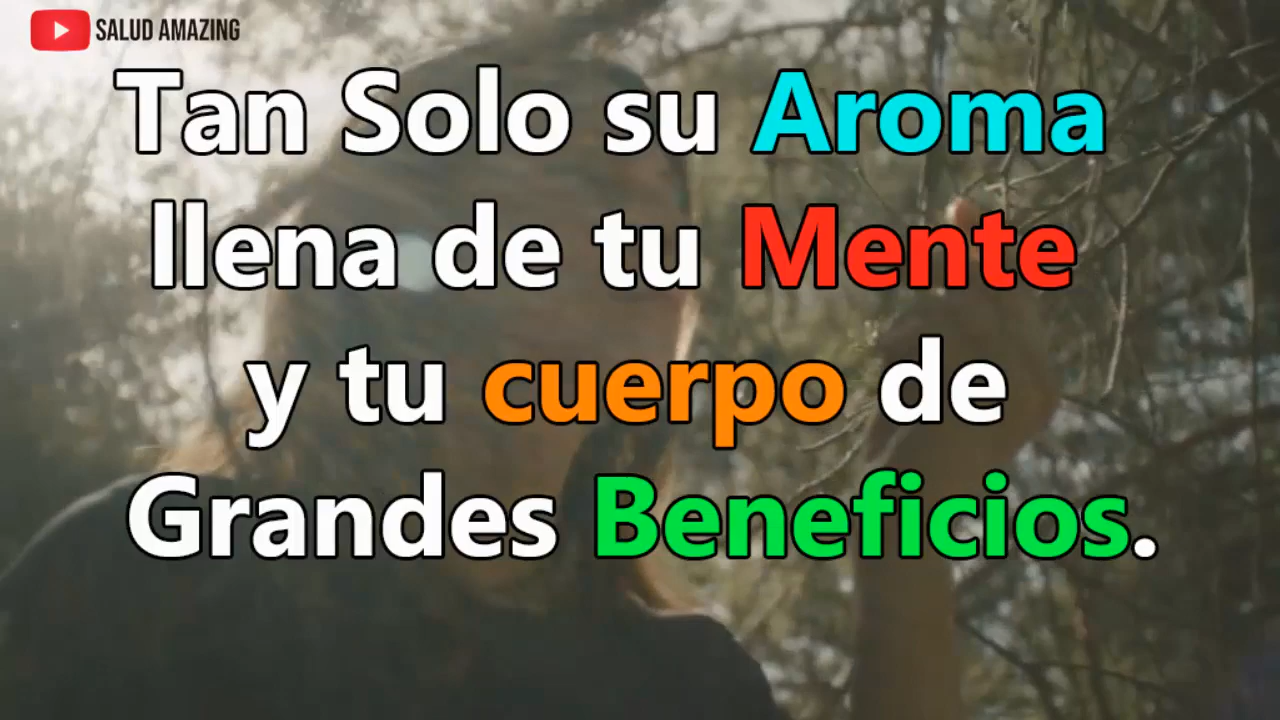 SALUD AMAZING
Tan Solo su Aroma
llena de tu Mente
y tu cuerpo de
Grandes Beneficios.